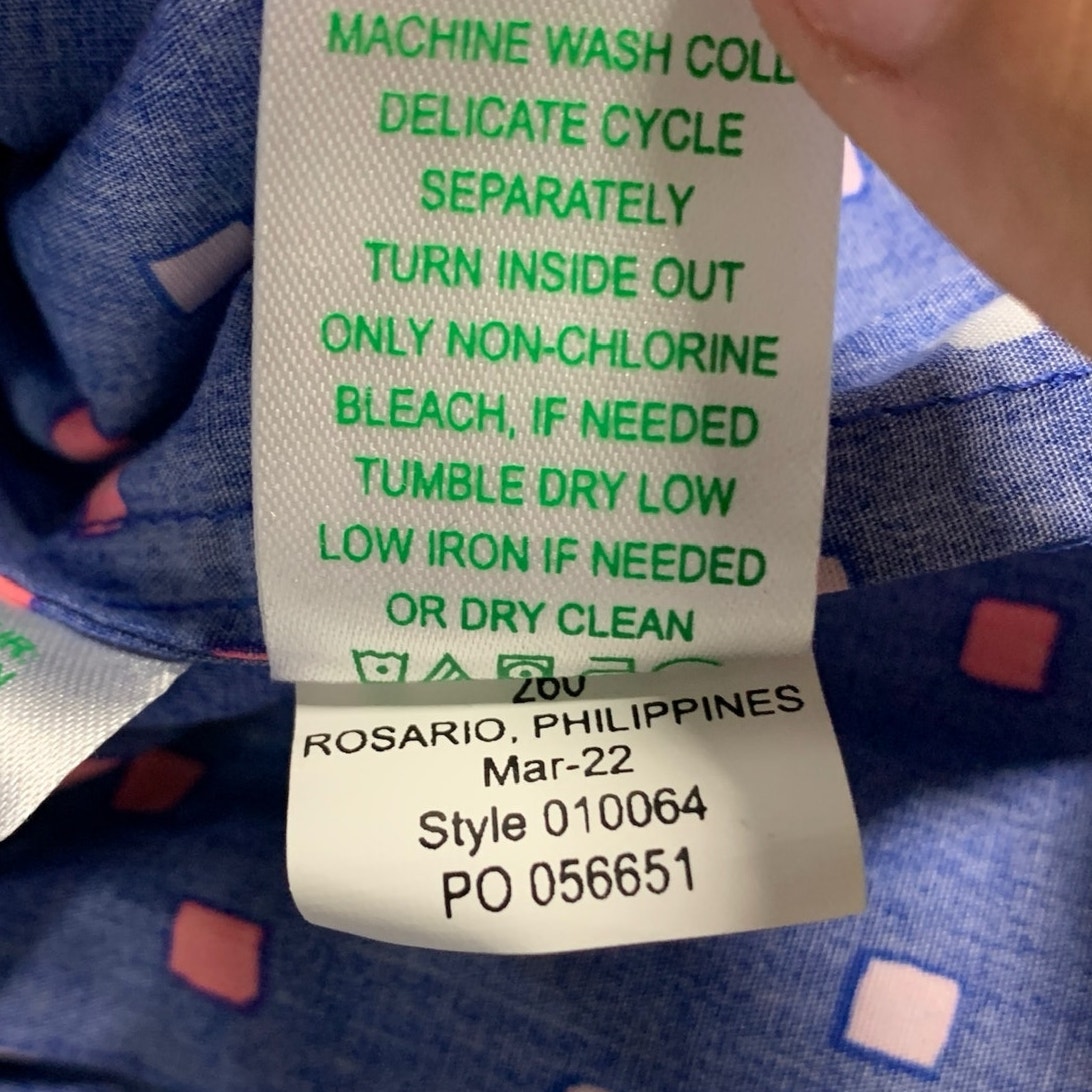 MACHINE WASH COLD
DELICATE CYCLE
SEPARATELY
TURN INSIDE OUT
ONLY NON-CHLORINE
BLEACH, IF NEEDED
TUMBLE DRY LOW
LOW IRON IF NEEDED
OR DRY CLEAN
260
ROSARIO, PHILIPPINES
Mar-22
Style 010064
PO 056651